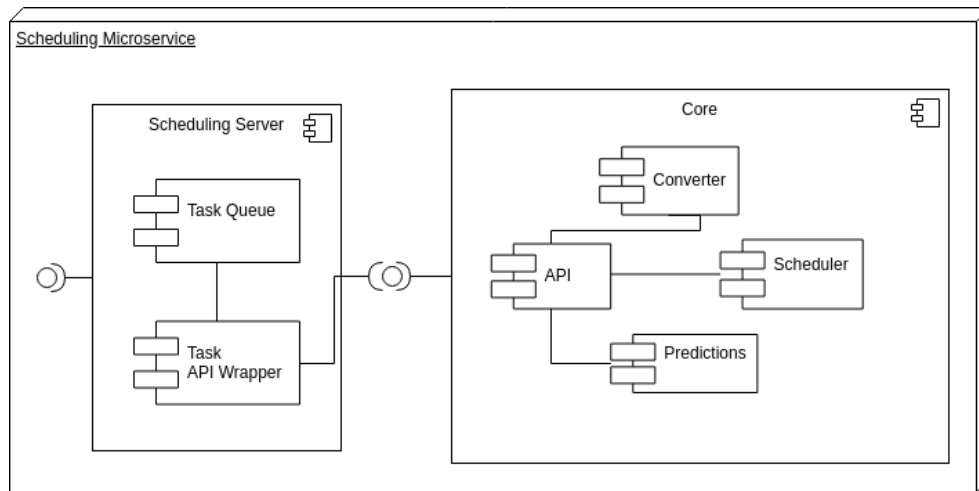 Scheduling Microservice
Scheduling Server
Core
Converter
Task Queue
Scheduler
API
Task
API Wrapper
Predictions